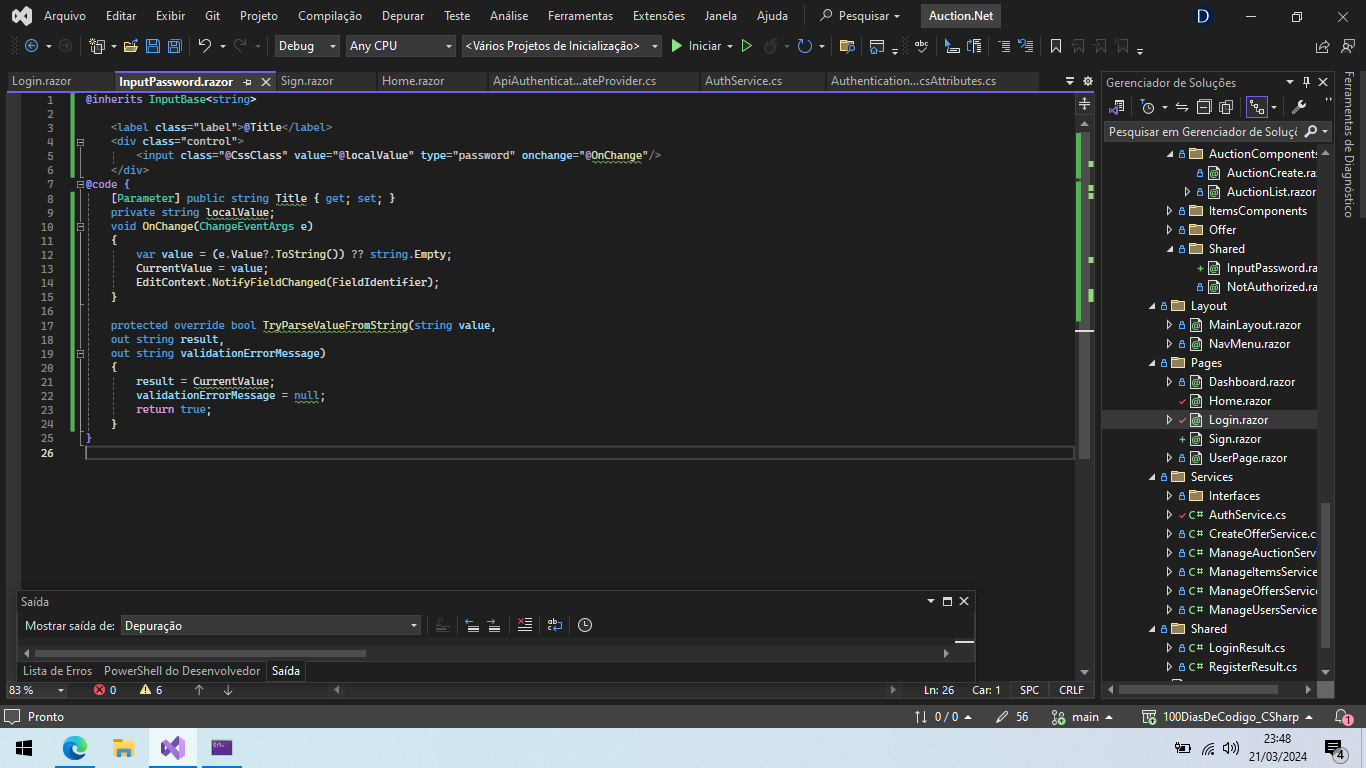 Arquivo Editar Exibir Git Projeto Compilação Depurar Teste Análise Ferramentas Extensões Janela Ajuda Pesquisar Auction.Net D
Debug Any CPU <Vários Projetos de Inicialização> Iniciar
Login.razor InputPassword.razor Sign.razor Home.razor ApiAuthenticat...ateProvider.cs AuthService.cs Authentication...csAttributes.cs
1 @inherits InputBase<string>
2
3 <label class="label">@Title</label>
4 <div class="control">
5 <input class="@CssClass" value="@localValue" type="password" onchange="@OnChange"/>
6 </div>
7 @code {
8 [Parameter] public string Title { get; set; }
9 private string localValue;
10 void OnChange(ChangeEventArgs e)
11 {
12 var value = (e.Value?.ToString()) ?? string.Empty;
13 CurrentValue = value;
14 EditContext.NotifyFieldChanged(FieldIdentifier);
15 }
16
17 protected override bool TryParseValueFromString(string value,
18 out string result,
19 out string validationErrorMessage)
20 {
21 result = CurrentValue;
22 validationErrorMessage = null;
23 return true;
24 }
25 }
26
Saída
Mostrar saída de: Depuração
Lista de Erros PowerShell do Desenvolvedor Saída
83 % 0 6 Ln: 26 Car: 1 SPC CRLF
Gerenciador de Soluções
Pesquisar em Gerenciador de Soluçõ
AuctionComponents
AuctionCreate.ra
AuctionList.razor
ItemsComponents
Offer
Shared
InputPassword.ra
NotAuthorized.ra
Layout
MainLayout.razor
NavMenu.razor
Pages
Dashboard.razor
Home.razor
Login.razor
Sign.razor
UserPage.razor
Services
Interfaces
C# AuthService.cs
C# CreateOfferService.c
C# ManageAuctionServ
C# ManageItemsService
C# ManageOffersServic
C# ManageUsersService
Shared
C# LoginResult.cs
C# RegisterResult.cs
Ferramentas de Diagnóstico
Pronto 0 / 0 56 main 100DiasDeCodigo_CSharp 1
23:48
21/03/2024
4